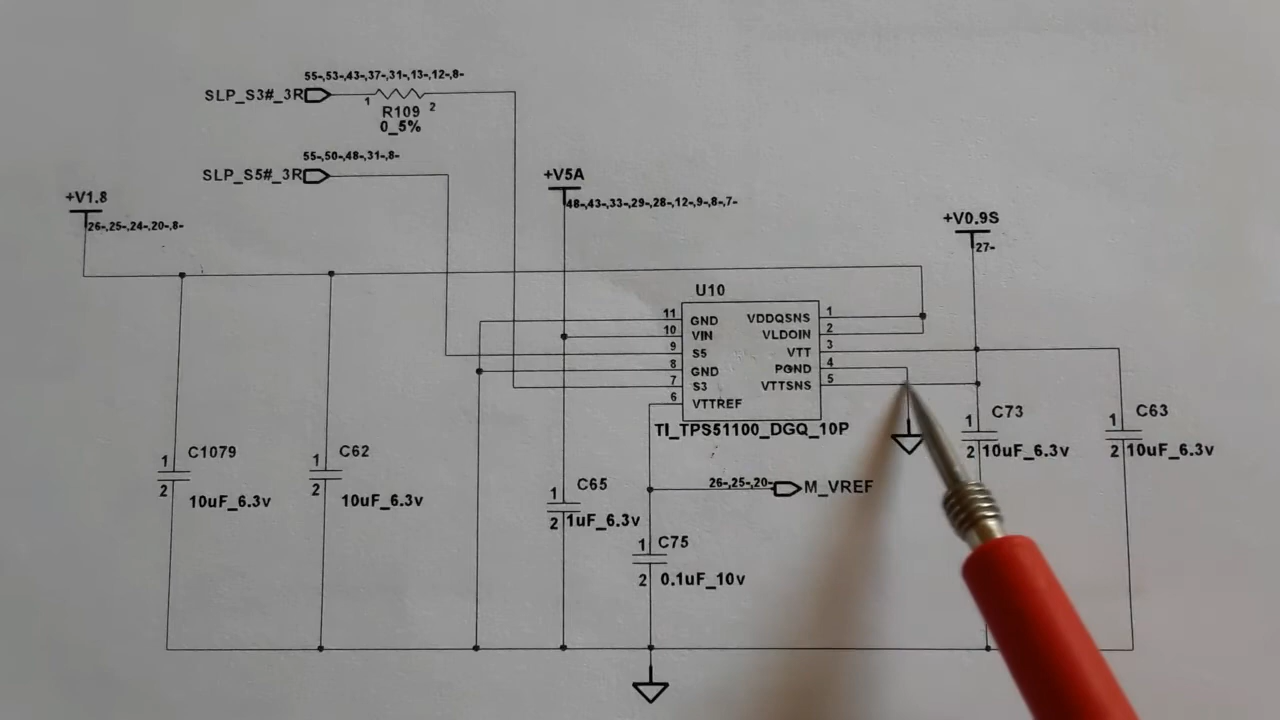 55-,53-,43-,37-,31-,13-,12-,8-
SLP_S3#_3R
1
2
R109
0_5%
55-,50-,48-,31-,8-
SLP_S5#_3R
+V5A
48-,43-,33-,29-,28-,12-,9-,8-,7-
+V1.8
26-,25-,24-,20-,8-
+V0.9S
27-
U10
11 GND VDDQSNS 1
10 VIN VLDOIN 2
9 S5 VTT 3
8 GND PGND 4
7 S3 VTTSNS 5
6 VTTREF
TI_TPS51100_DGQ_10P
1 C73
2 10uF_6.3v
1 C63
2 10uF_6.3v
1 C1079
2 10uF_6.3v
1 C62
2 10uF_6.3v
1 C65
2 1uF_6.3v
26-,25-,20- M_VREF
1 C75
2 0.1uF_10v